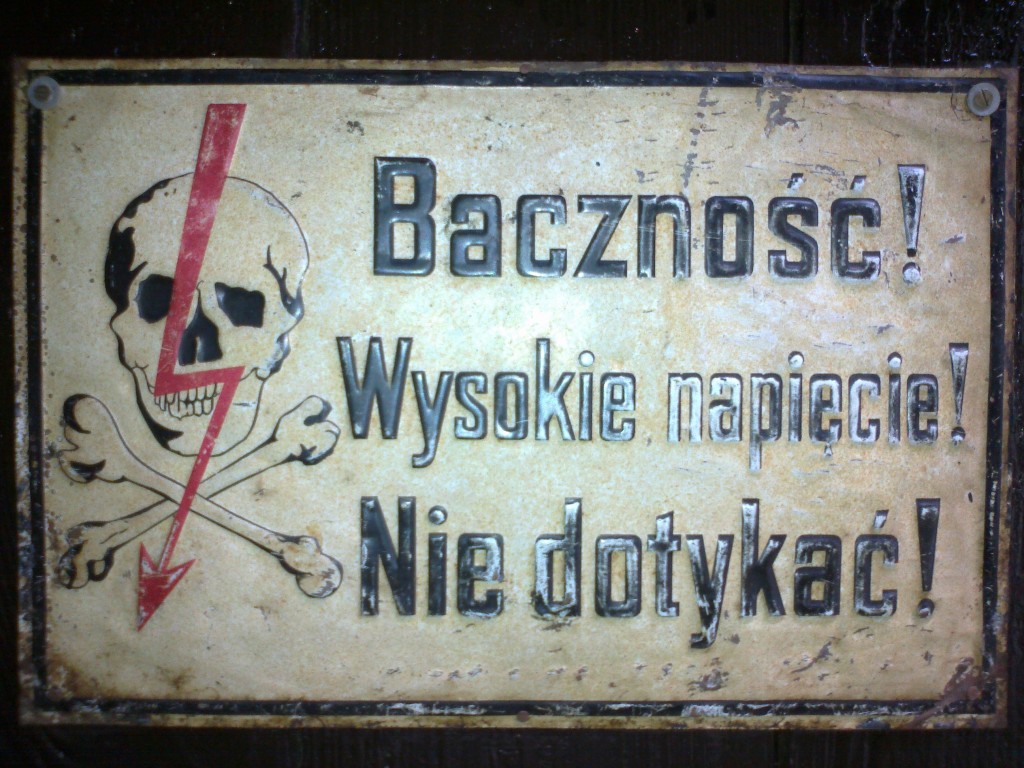 Baczność!
Wysokie napięcie!
Nie dotykać!